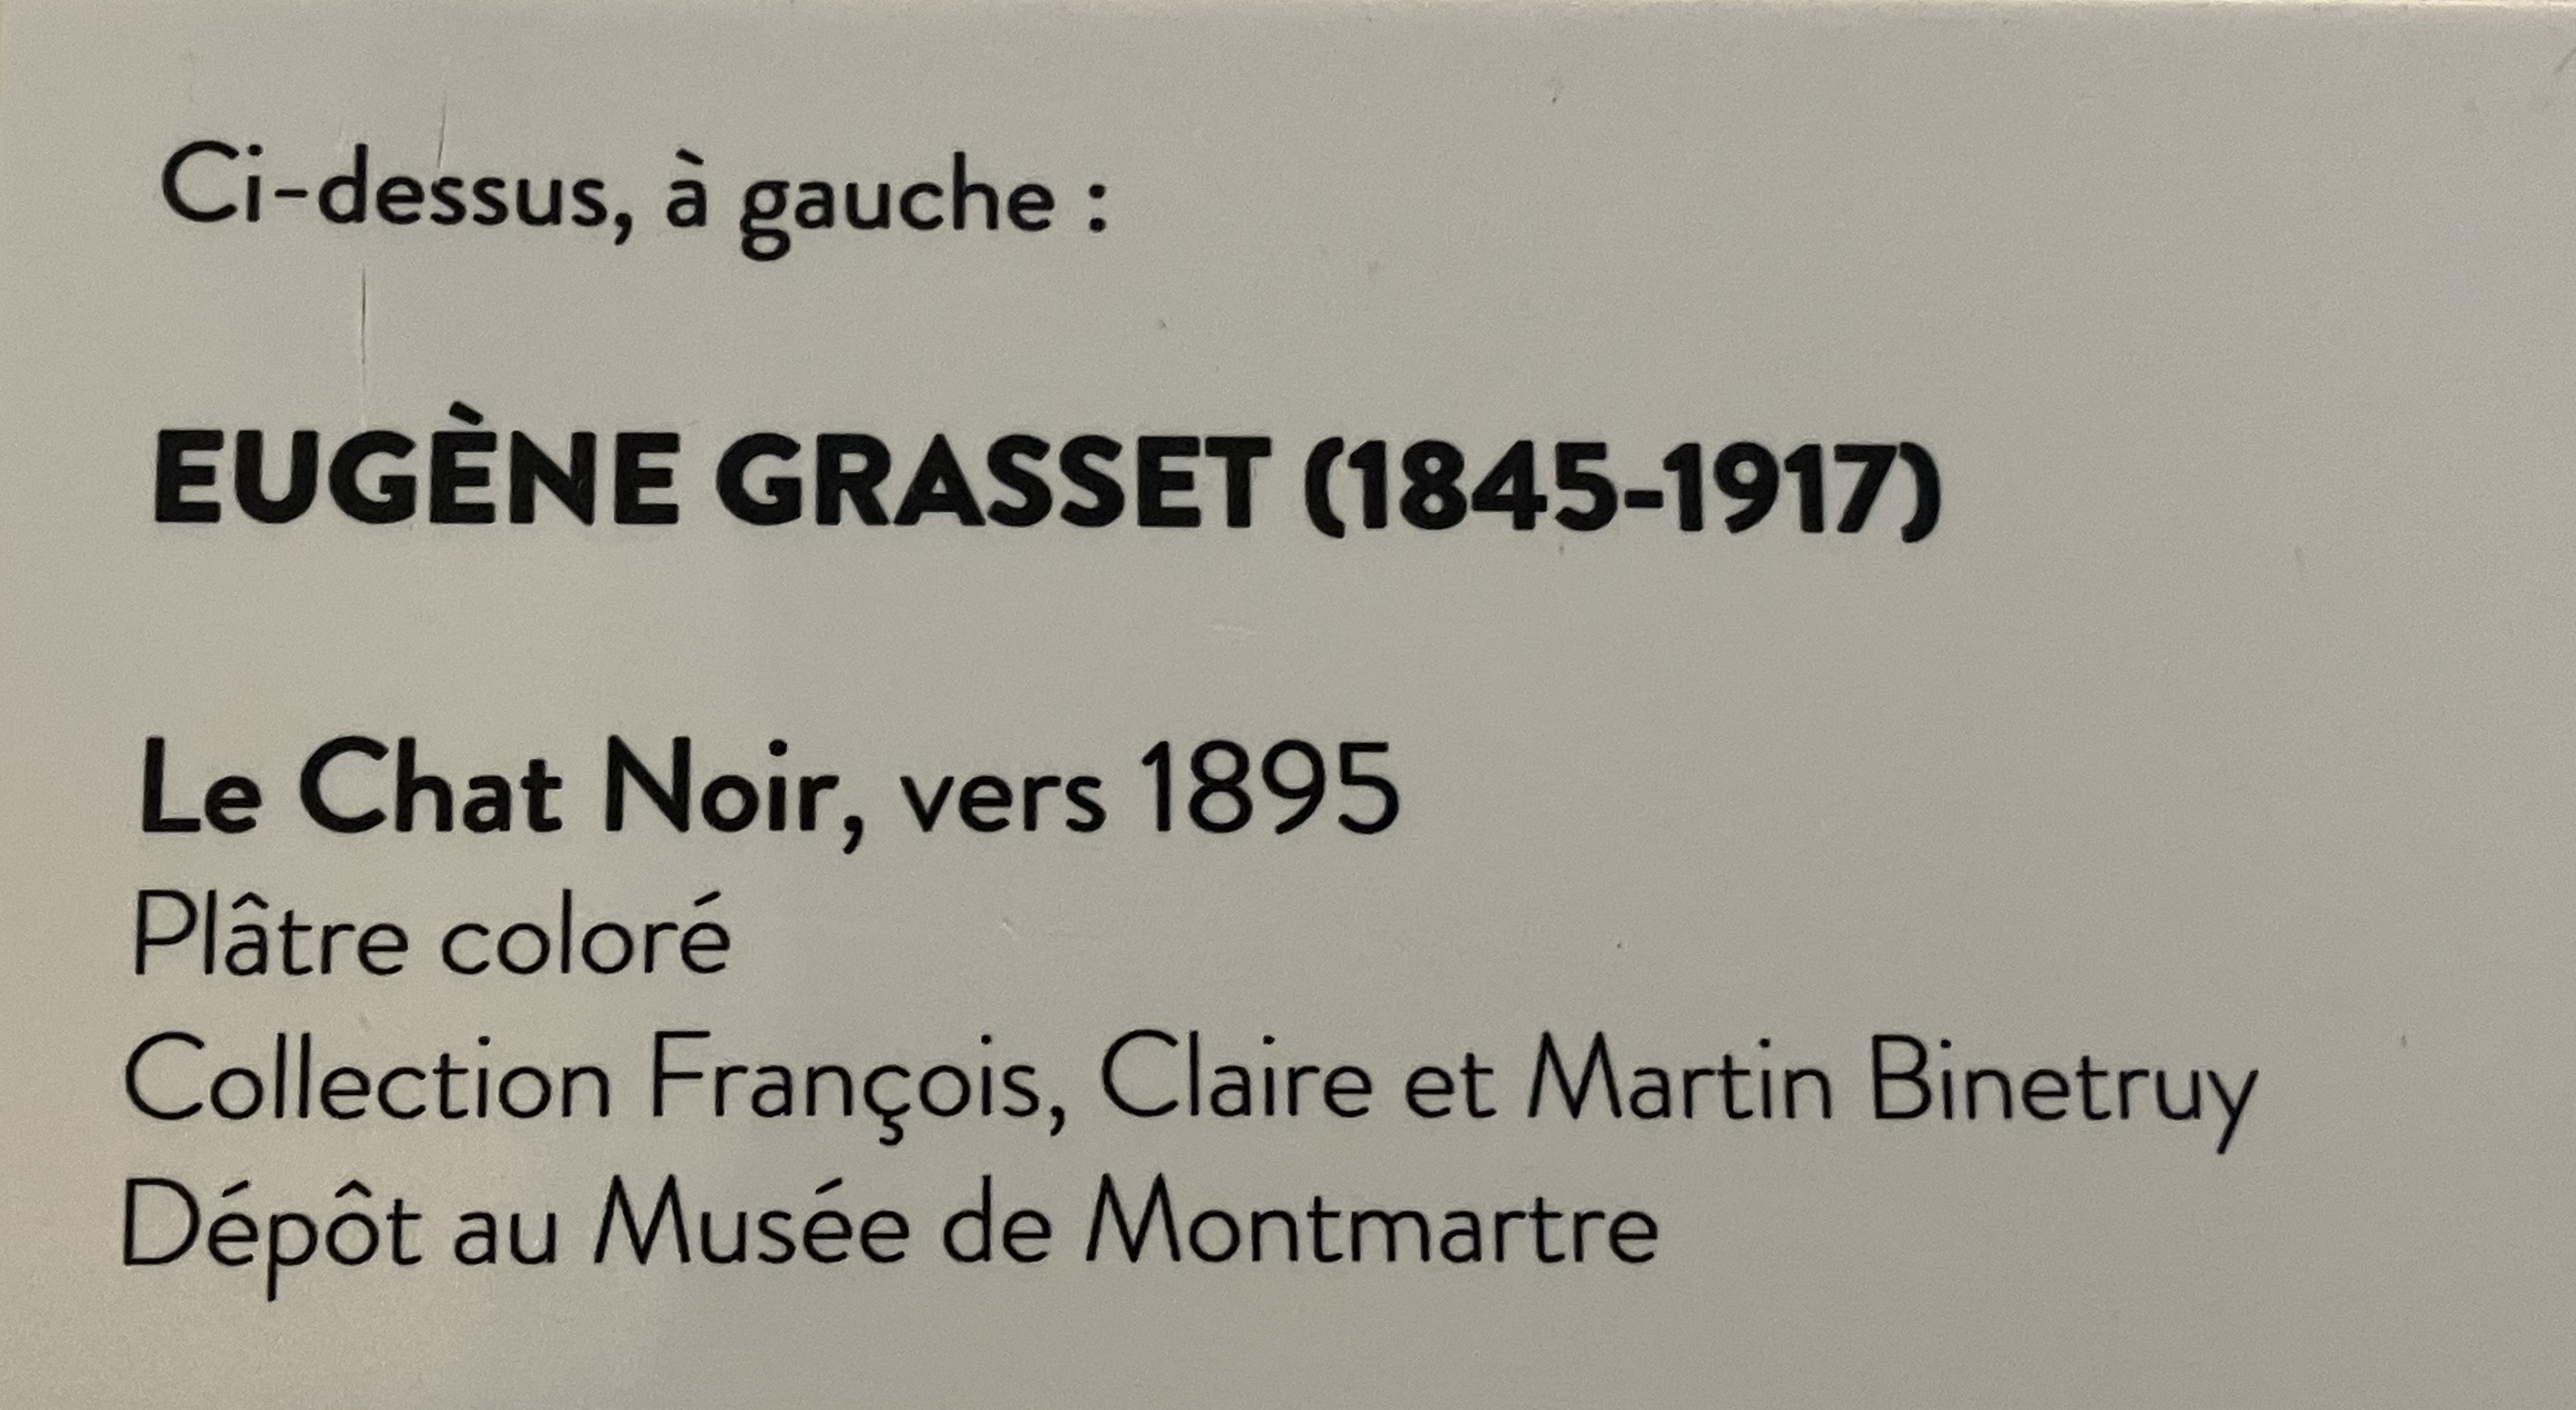 Ci-dessus, à gauche :
EUGÈNE GRASSET (1845-1917)
Le Chat Noir, vers 1895
Plâtre coloré
Collection François, Claire et Martin Binetruy
Dépôt au Musée de Montmartre